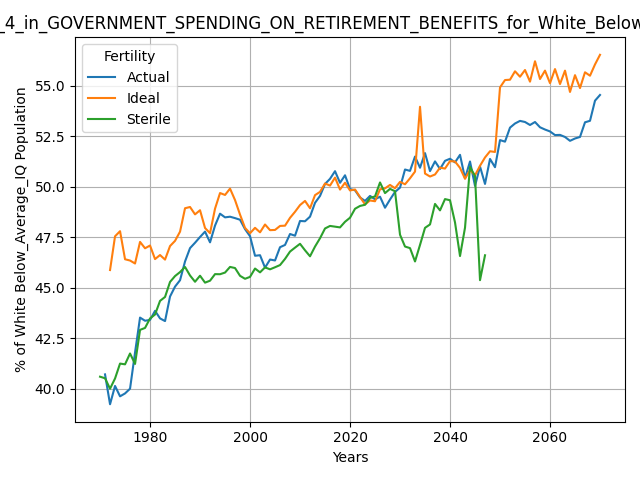 _4_in_GOVERNMENT_SPENDING_ON_RETIREMENT_BENEFITS_for_White_Below
Fertility
Actual
Ideal
Sterile
% of White Below_Average_IQ Population
55.0
52.5
50.0
47.5
45.0
42.5
40.0
1980
2000
2020
2040
2060
Years